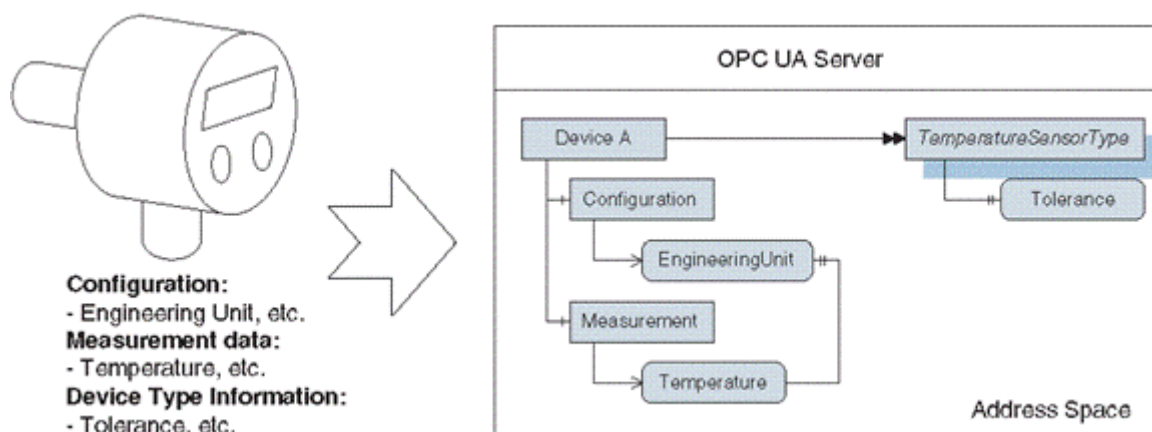 Configuration:
- Engineering Unit, etc.
Measurement data:
- Temperature, etc.
Device Type Information:
- Tolerance, etc.
OPC UA Server
Device A
TemperatureSensorType
Configuration
Tolerance
EngineeringUnit
Measurement
Temperature
Address Space